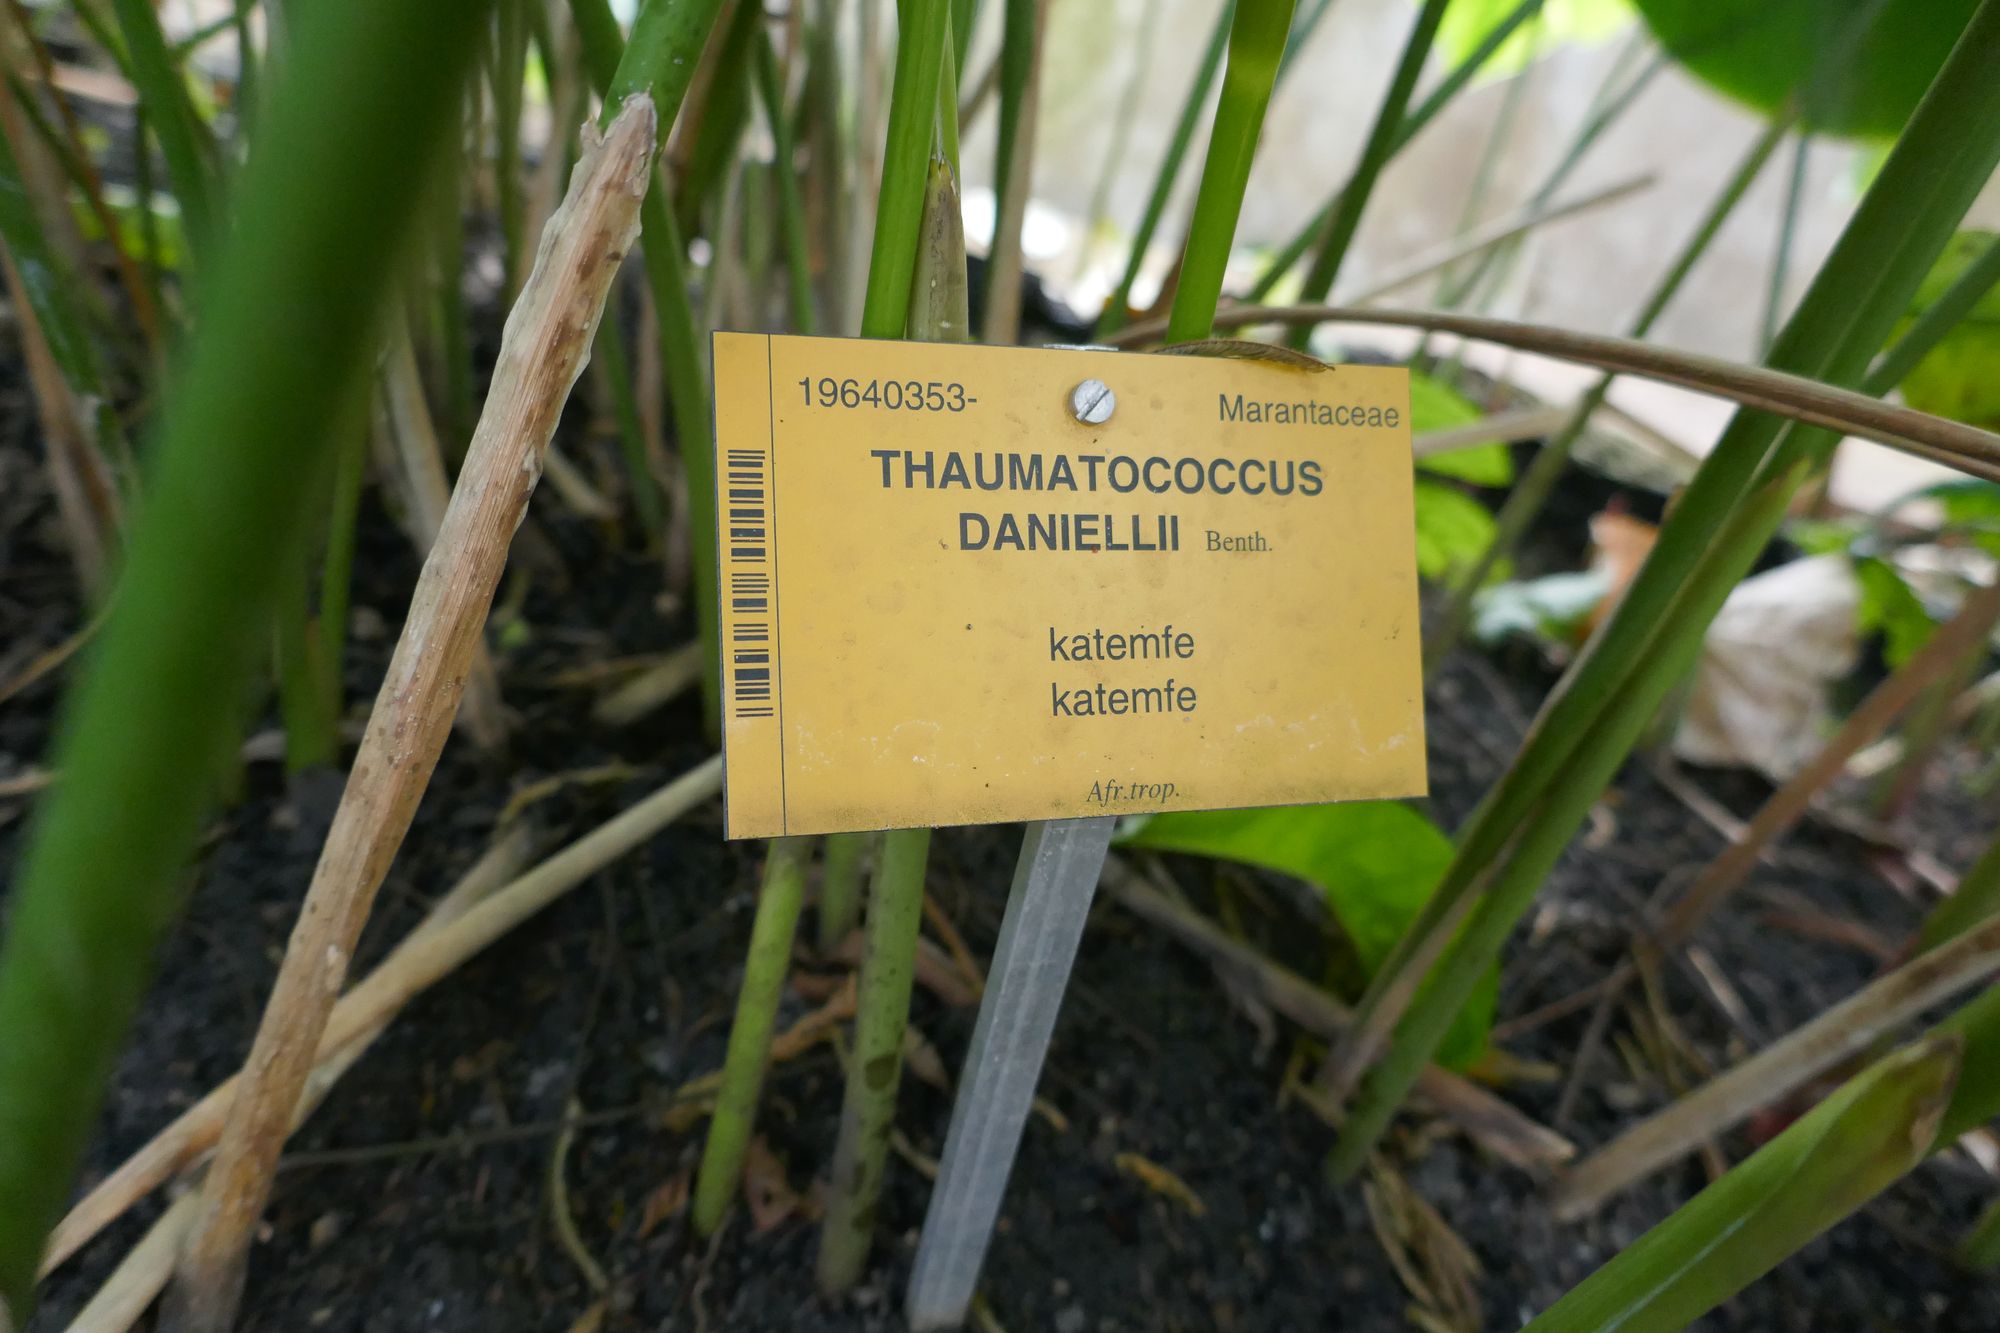 19640353-
Marantaceae
THAUMATOCOCCUS
DANIELLII Benth.
katemfe
katemfe
Afr.trop.